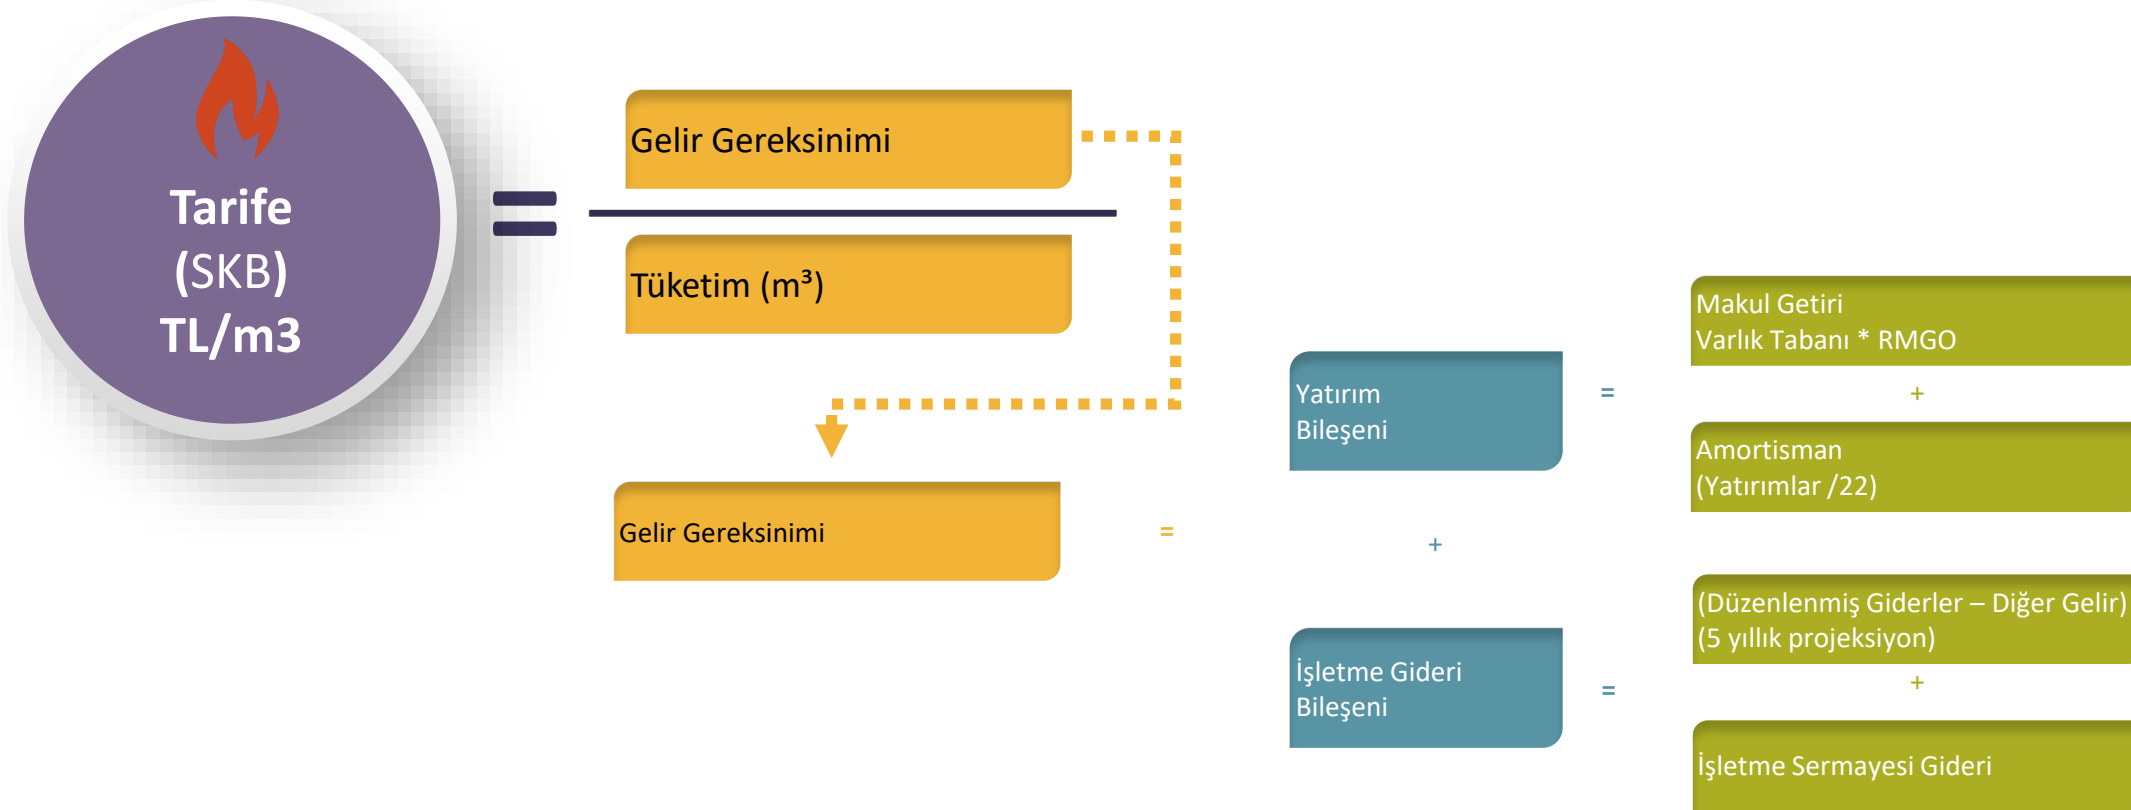 Tarife
(SKB)
TL/m3
=
Gelir Gereksinimi
Tüketim (m³)
Gelir Gereksinimi
=
Yatırım
Bileşeni
=
Makul Getiri
Varlık Tabanı * RMGO
+
Amortisman
(Yatırımlar /22)
+
İşletme Gideri
Bileşeni
=
(Düzenlenmiş Giderler – Diğer Gelir)
(5 yıllık projeksiyon)
+
İşletme Sermayesi Gideri